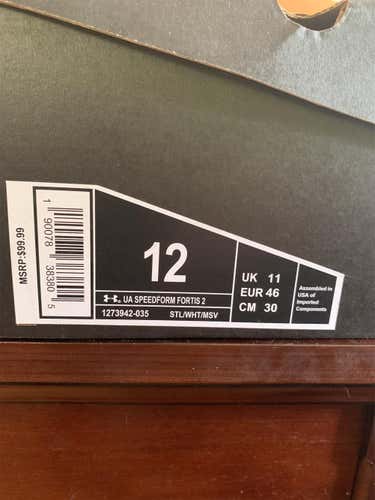 MSRP:$99.99
1 90078 38380 5
12
UA SPEEDFORM FORTIS 2
1273942-035 STL/WHT/MSV
UK 11
EUR 46
CM 30
Assembled in
USA of
Imported
Components